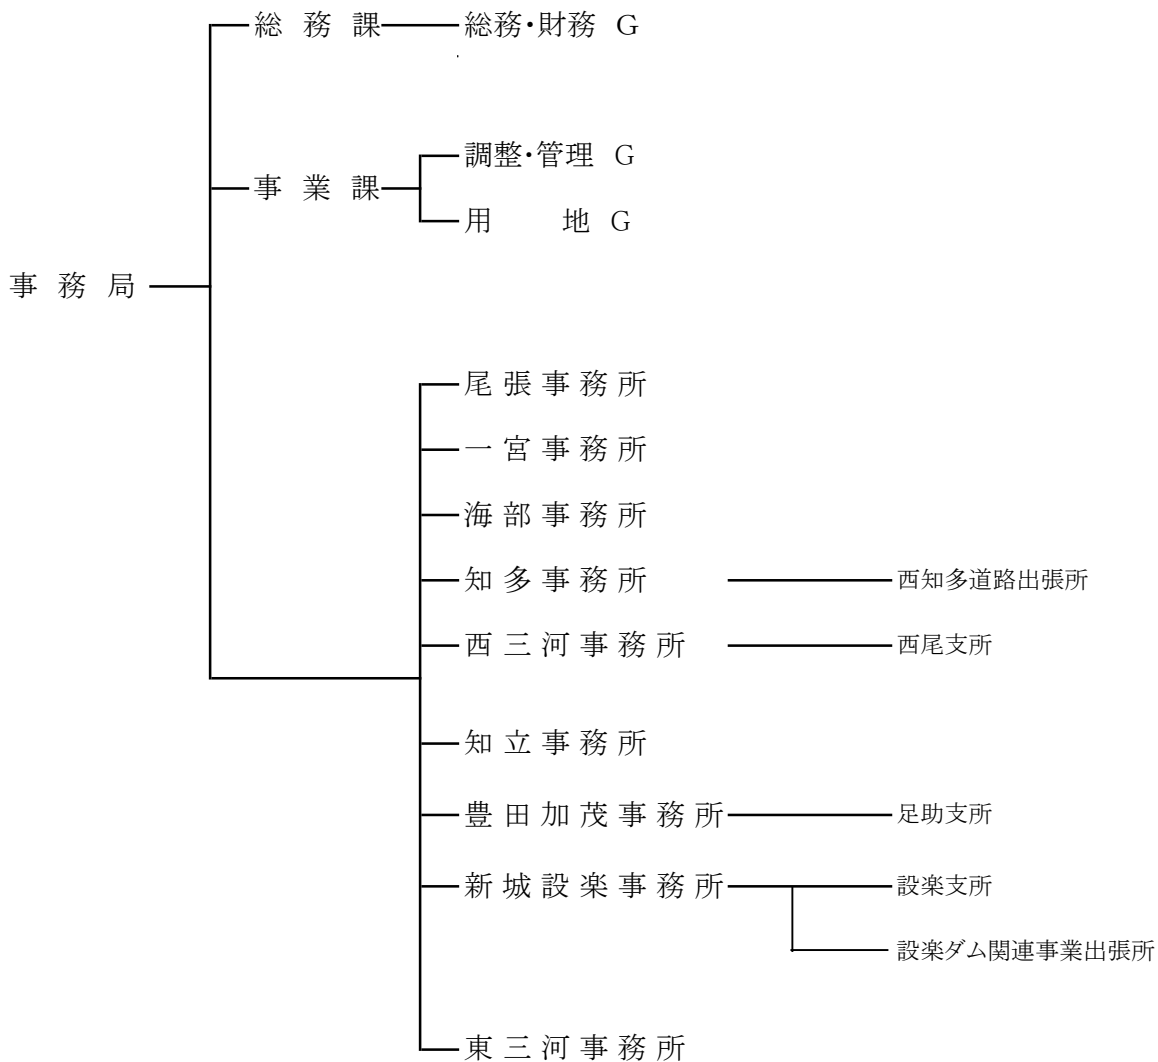 総務課 総務・財務 G
調整・管理 G
事業課
用地 G
事務局
尾張事務所
一宮事務所
海部事務所
知多事務所 西知多道路出張所
西三河事務所 西尾支所
知立事務所
豊田加茂事務所 足助支所
新城設楽事務所 設楽支所
設楽ダム関連事業出張所
東三河事務所